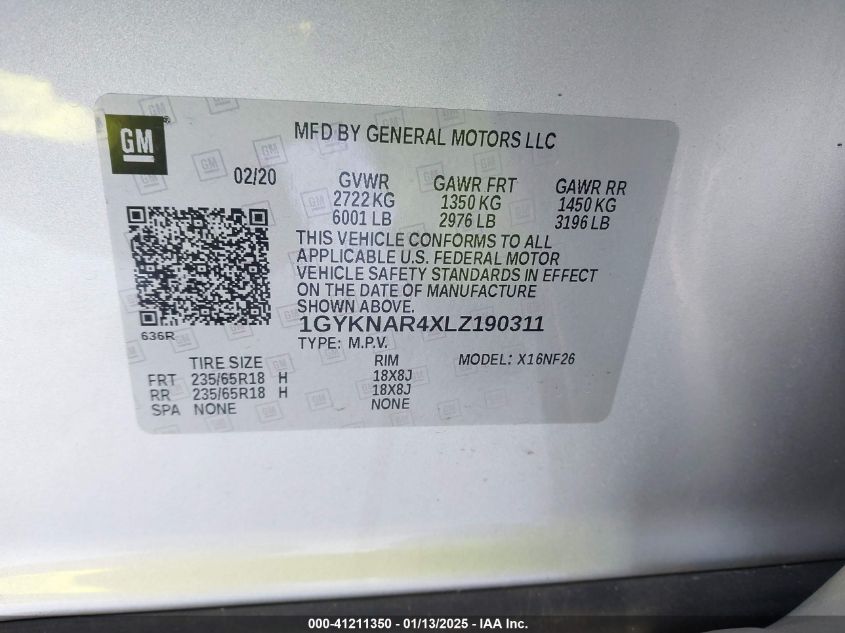 GM
MFD BY GENERAL MOTORS LLC
02/20
GVWR GAWR FRT GAWR RR
2722 KG 1350 KG 1450 KG
6001 LB 2976 LB 3196 LB
THIS VEHICLE CONFORMS TO ALL
APPLICABLE U.S. FEDERAL MOTOR
VEHICLE SAFETY STANDARDS IN EFFECT
ON THE DATE OF MANUFACTURE
SHOWN ABOVE.
1GYKNAR4XLZ190311
636R
TYPE: M.P.V. MODEL: X16NF26
TIRE SIZE RIM
FRT 235/65R18 H 18X8J
RR 235/65R18 H 18X8J
SPA NONE NONE
000-41211350 - 01/13/2025 - IAA Inc.